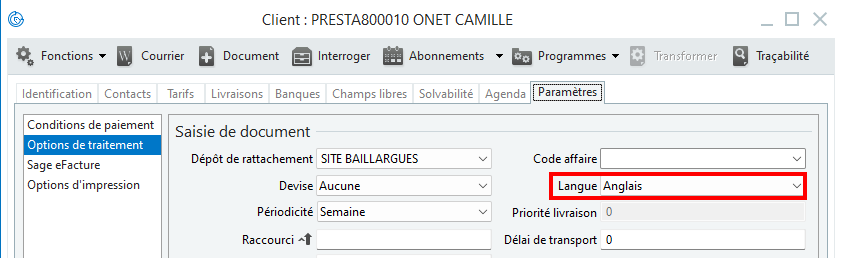 Client : PRESTA800010 ONET CAMILLE
Fonctions Courrier Document Interroger Abonnements Programmes Transformer Traçabilité
Identification Contacts Tarifs Livraisons Banques Champs libres Solvabilité Agenda Paramètres
Conditions de paiement
Options de traitement
Sage eFacture
Options d'impression
Saisie de document
Dépôt de rattachement SITE BAILLARGUES Code affaire
Devise Aucune Langue Anglais
Périodicité Semaine Priorité livraison 0
Raccourci Délai de transport 0